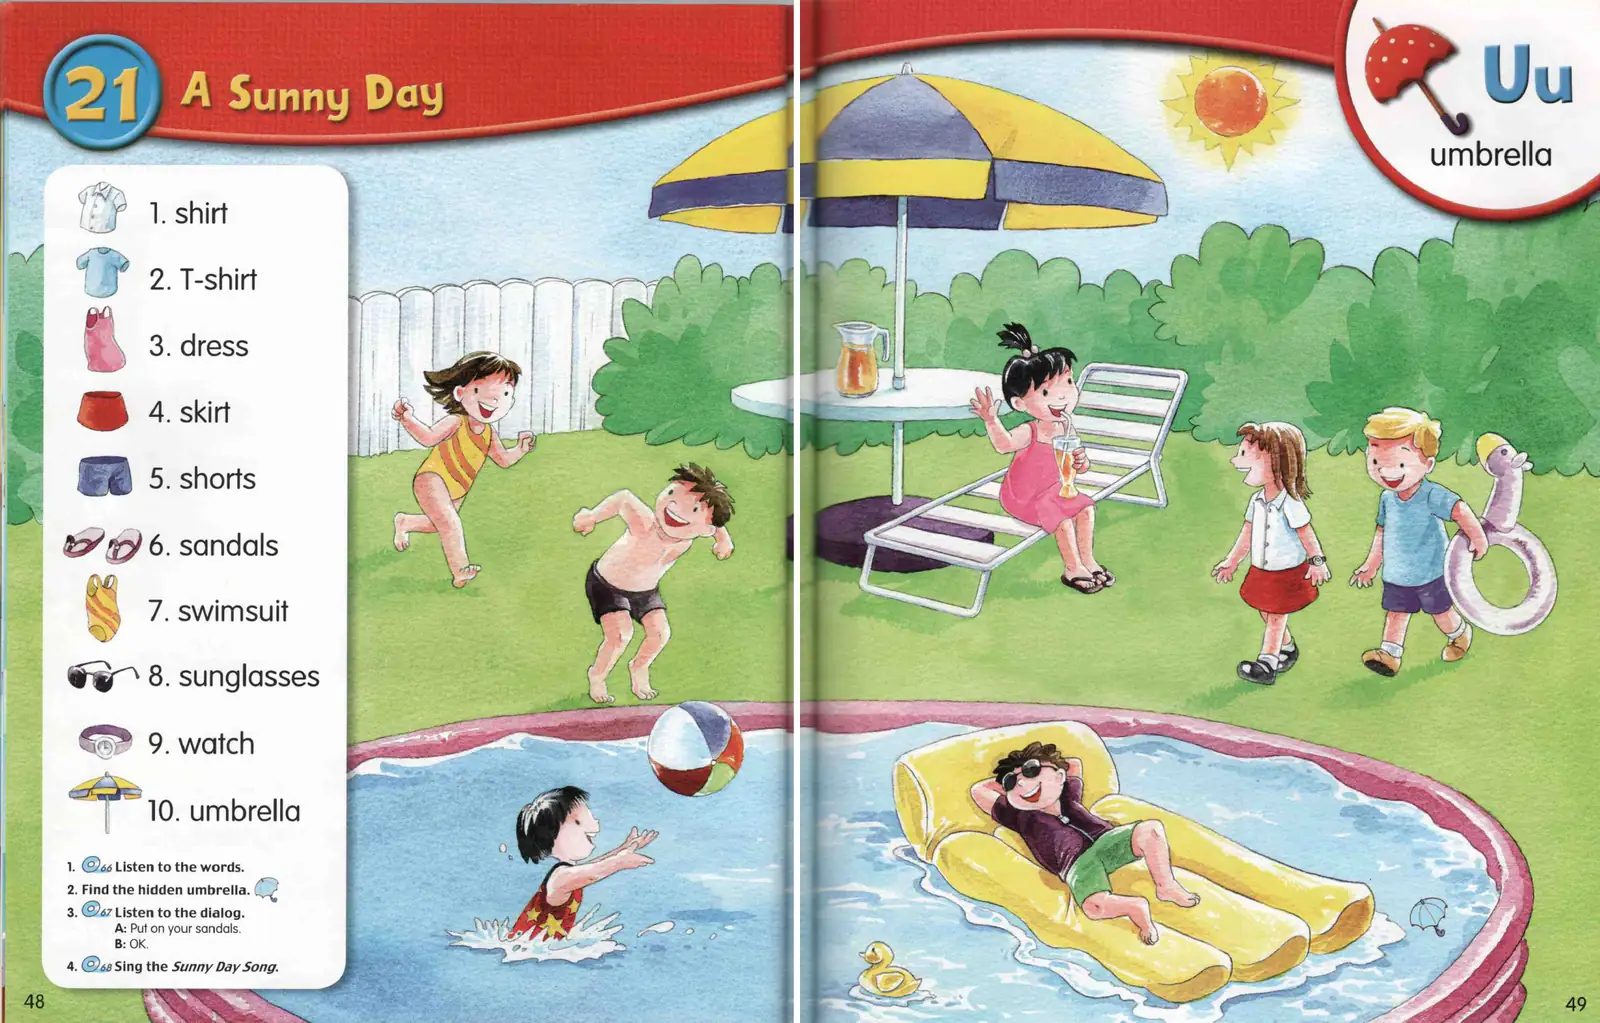 21 A Sunny Day
1. shirt
2. T-shirt
3. dress
4. skirt
5. shorts
6. sandals
7. swimsuit
8. sunglasses
9. watch
10. umbrella
1. 66 Listen to the words.
2. Find the hidden umbrella.
3. 67 Listen to the dialog.
A: Put on your sandals.
B: OK.
4. 68 Sing the Sunny Day Song.
48
Uu
umbrella
49